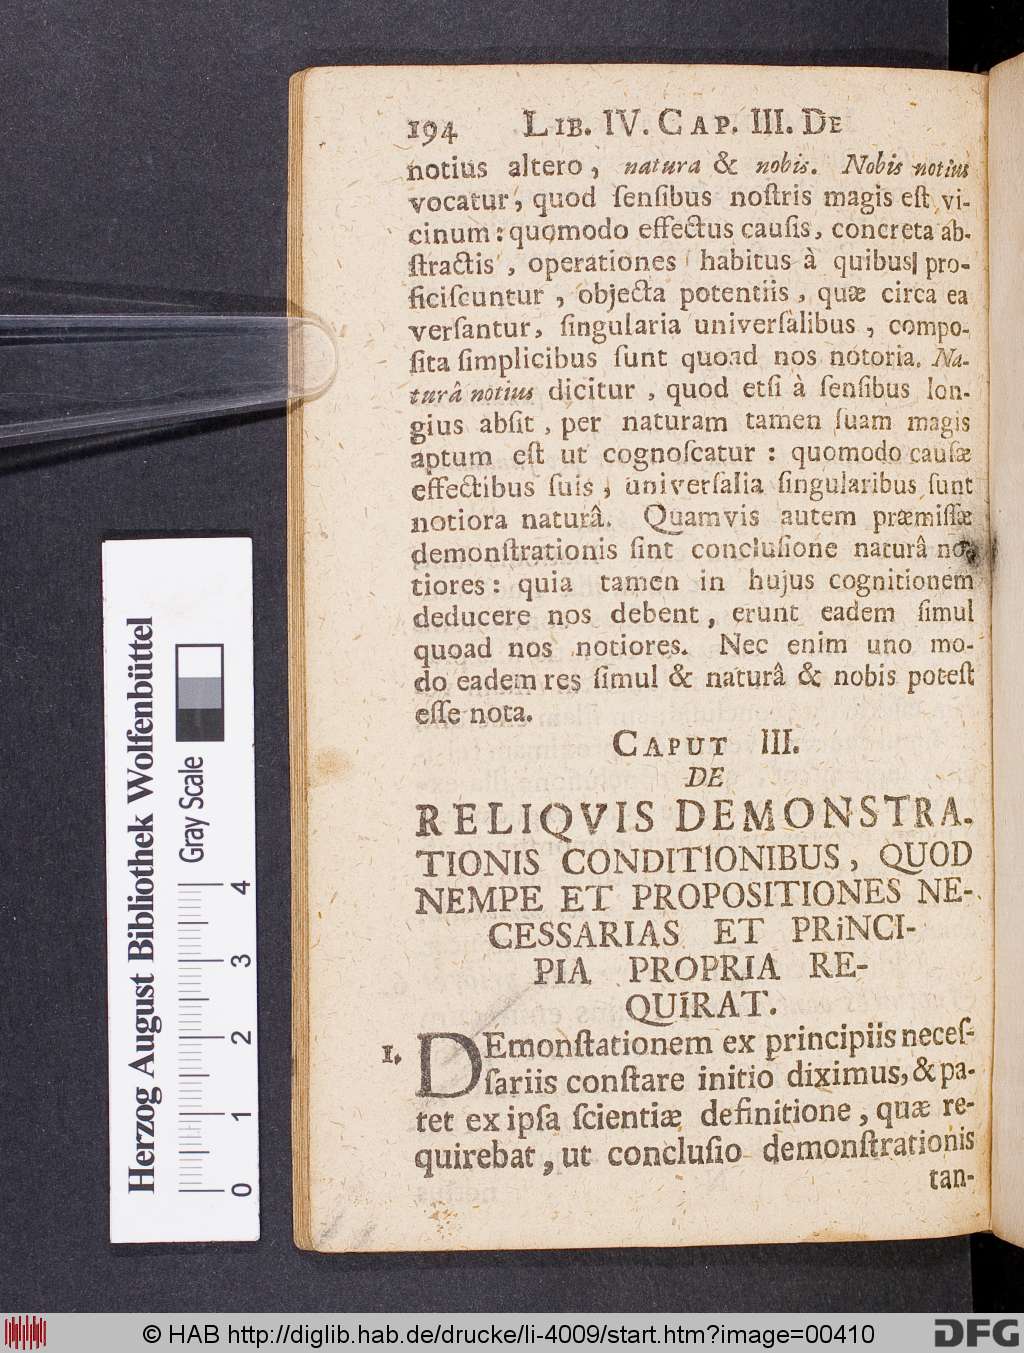 194 LIB. IV. CAP. III. DE
notius altero, natura & nobis. Nobis notius
vocatur, quod ſenſibus noſtris magis eſt vi-
cinum: quomodo effectus cauſis, concreta ab-
ſtractis, operationes habitus à quibus pro-
ficiſcuntur, objecta potentiis, quæ circa ea
verſantur, ſingularia univerſalibus, compo-
ſita ſimplicibus ſunt quoad nos notoria. Na-
turâ notius dicitur, quod etſi à ſenſibus lon-
gius abſit, per naturam tamen ſuam magis
aptum eſt ut cognoſcatur: quomodo cauſæ
effectibus ſuis, univerſalia ſingularibus ſunt
notiora naturâ. Quamvis autem præmiſſæ
demonſtrationis ſint concluſione naturâ no-
tiores: quia tamen in hujus cognitionem
deducere nos debent, erunt eadem ſimul
quoad nos notiores. Nec enim uno mo-
do eadem res ſimul & naturâ & nobis poteſt
eſſe nota.
CAPUT III.
DE
RELIQVIS DEMONSTRA-
TIONIS CONDITIONIBUS, QUOD
NEMPE ET PROPOSITIONES NE-
CESSARIAS ET PRiNCI-
PIA PROPRIA RE-
QUiRAT.
1. DEmonſtationem ex principiis neceſ-
ſariis conſtare initio diximus, & pa-
tet ex ipſa ſcientiæ definitione, quæ re-
quirebat, ut concluſio demonſtrationis
tan-
Herzog August Bibliothek Wolfenbüttel
Gray Scale
0 1 2 3 4
© HAB http://diglib.hab.de/drucke/li-4009/start.htm?image=00410
DFG